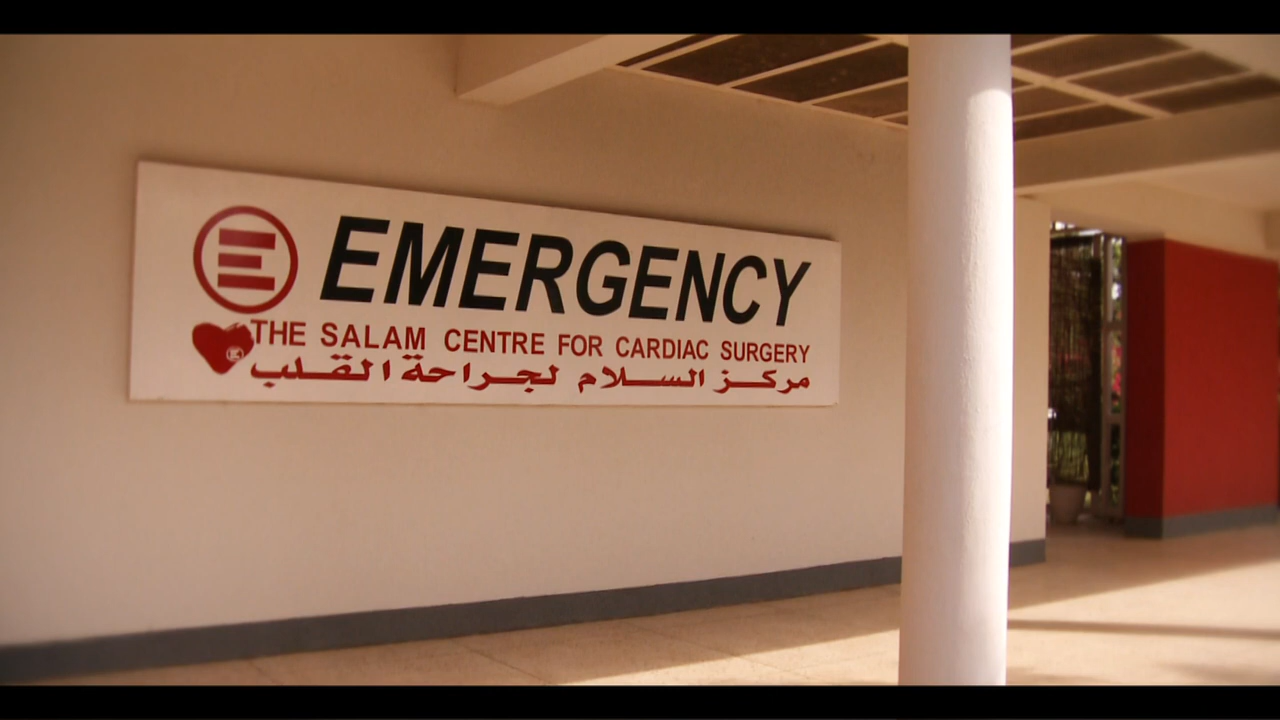 EMERGENCY
THE SALAM CENTRE FOR CARDIAC SURGERY
مركز السلام لجراحة القلب